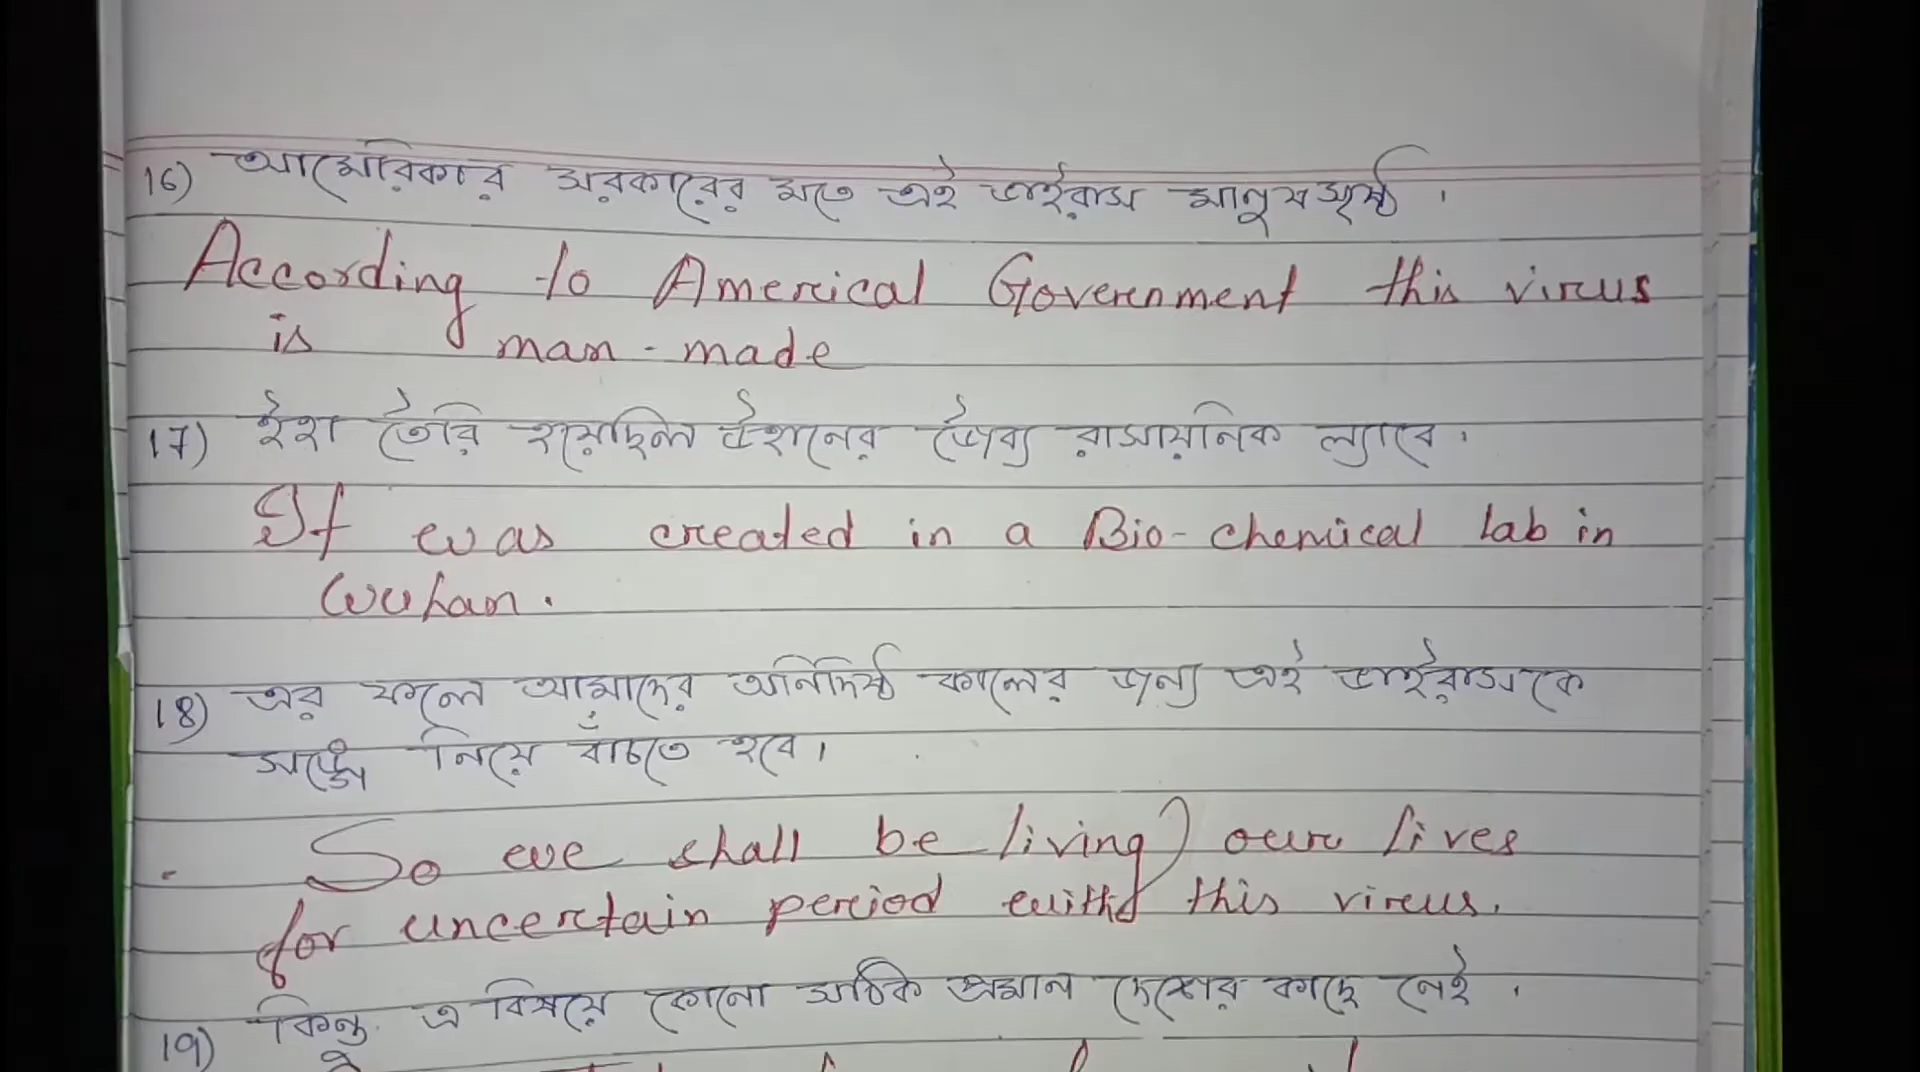 16) আমেরিকার সরকারের মতে এই ভাইরাস মানুষসৃষ্ট ।
According to Americal Government this virus
is man-made
17) ইহা তৈরি হয়েছিল উহানের জৈব্য রাসায়নিক ল্যাবে ।
It was created in a Bio-chemical lab in
Wuhan.
18) এর ফলে আমাদের অনির্দিষ্ট কালের জন্য এই ভাইরাসকে
সঙ্গে নিয়ে বাঁচতে হবে ।
So we shall be living our lives
for uncertain period with this virus.
19) কিন্তু এ বিষয়ে কোনো সঠিক প্রমান দেশের কাছে নেই ।